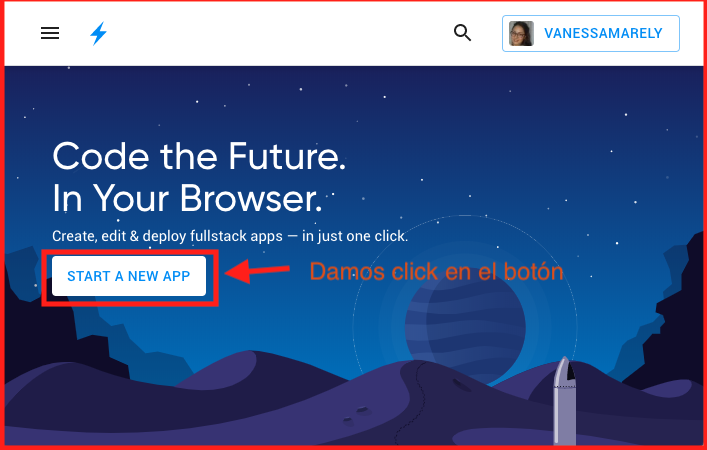 VANESSAMARELY
Code the Future.
In Your Browser.
Create, edit & deploy fullstack apps — in just one click.
START A NEW APP
Damos click en el botón